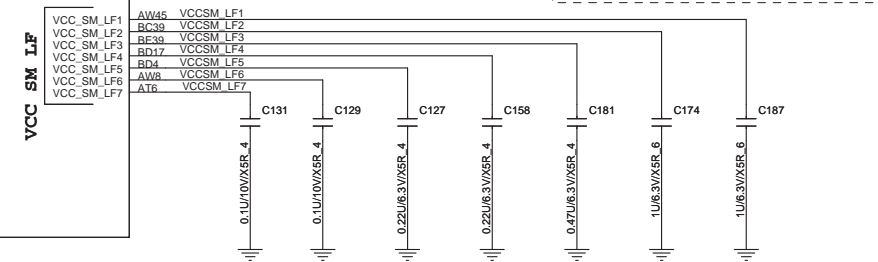 VCC SM LF
VCC_SM_LF1 AW45 VCCSM_LF1
VCC_SM_LF2 BC39 VCCSM_LF2
VCC_SM_LF3 BE39 VCCSM_LF3
VCC_SM_LF4 BD17 VCCSM_LF4
VCC_SM_LF5 BD4 VCCSM_LF5
VCC_SM_LF6 AW8 VCCSM_LF6
VCC_SM_LF7 AT6 VCCSM_LF7
C131 C129 C127 C158 C181 C174 C187
0.1U/10V/X5R_4
0.1U/10V/X5R_4
0.22U/6.3V/X5R_4
0.22U/6.3V/X5R_4
0.47U/6.3V/X5R_4
1U/6.3V/X5R_6
1U/6.3V/X5R_6